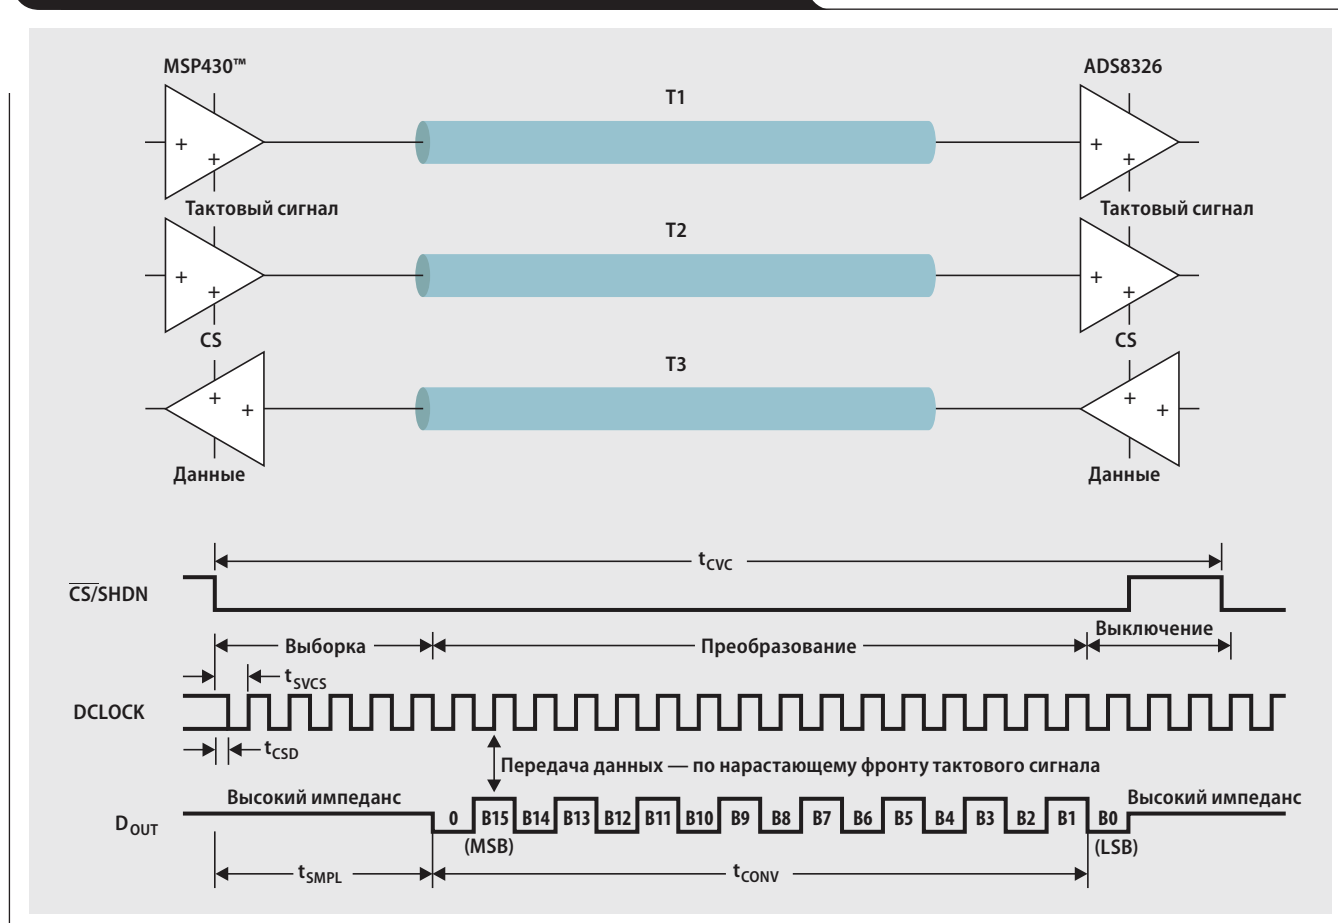 MSP430™ ADS8326
T1
+ + + +
Тактовый сигнал Тактовый сигнал
T2
+ + + +
CS CS
T3
+ + + +
Данные Данные
tCVC
CS/SHDN
Выборка Преобразование Выключение
tSVCS
DCLOCK
tCSD
Передача данных — по нарастающему фронту тактового сигнала
Высокий импеданс Высокий импеданс
DOUT 0 B15 B14 B13 B12 B11 B10 B9 B8 B7 B6 B5 B4 B3 B2 B1 B0
(MSB) (LSB)
tSMPL tCONV